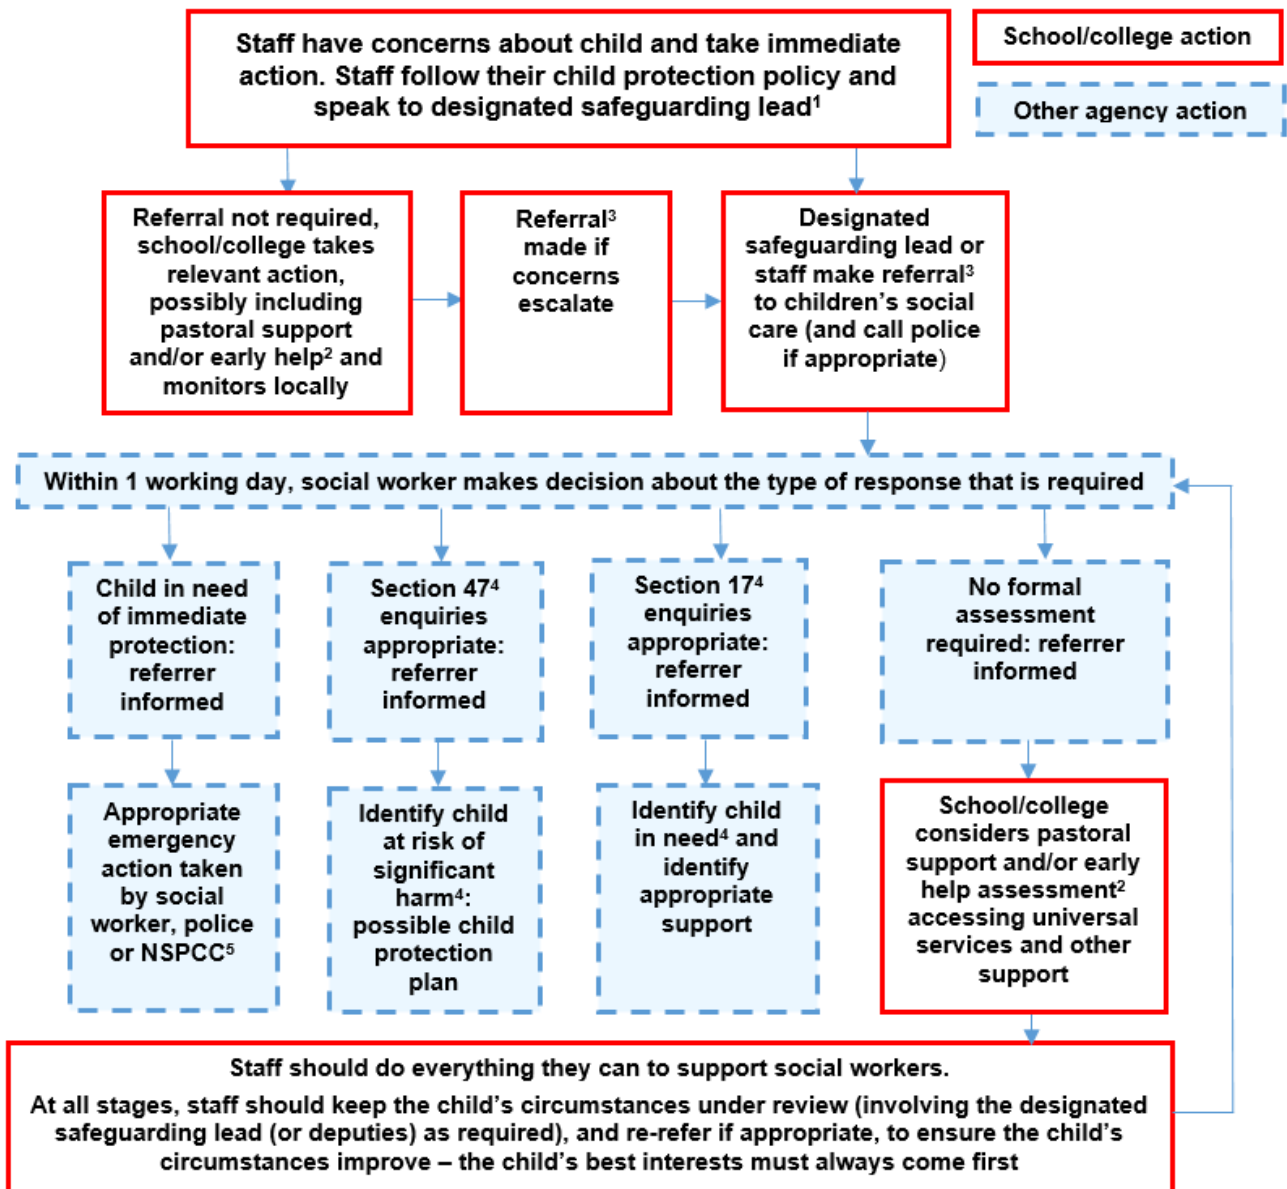 Staff have concerns about child and take immediate
action. Staff follow their child protection policy and
speak to designated safeguarding lead¹
School/college action
Other agency action
Referral not required,
school/college takes
relevant action,
possibly including
pastoral support
and/or early help² and
monitors locally
Referral³
made if
concerns
escalate
Designated
safeguarding lead or
staff make referral³
to children’s social
care (and call police
if appropriate)
Within 1 working day, social worker makes decision about the type of response that is required
Child in need
of immediate
protection:
referrer
informed
Section 47⁴
enquiries
appropriate:
referrer
informed
Section 17⁴
enquiries
appropriate:
referrer
informed
No formal
assessment
required: referrer
informed
Appropriate
emergency
action taken
by social
worker, police
or NSPCC⁵
Identify child
at risk of
significant
harm⁴:
possible child
protection
plan
Identify child
in need⁴ and
identify
appropriate
support
School/college
considers pastoral
support and/or early
help assessment²
accessing universal
services and other
support
Staff should do everything they can to support social workers.
At all stages, staff should keep the child’s circumstances under review (involving the designated
safeguarding lead (or deputies) as required), and re-refer if appropriate, to ensure the child’s
circumstances improve – the child’s best interests must always come first